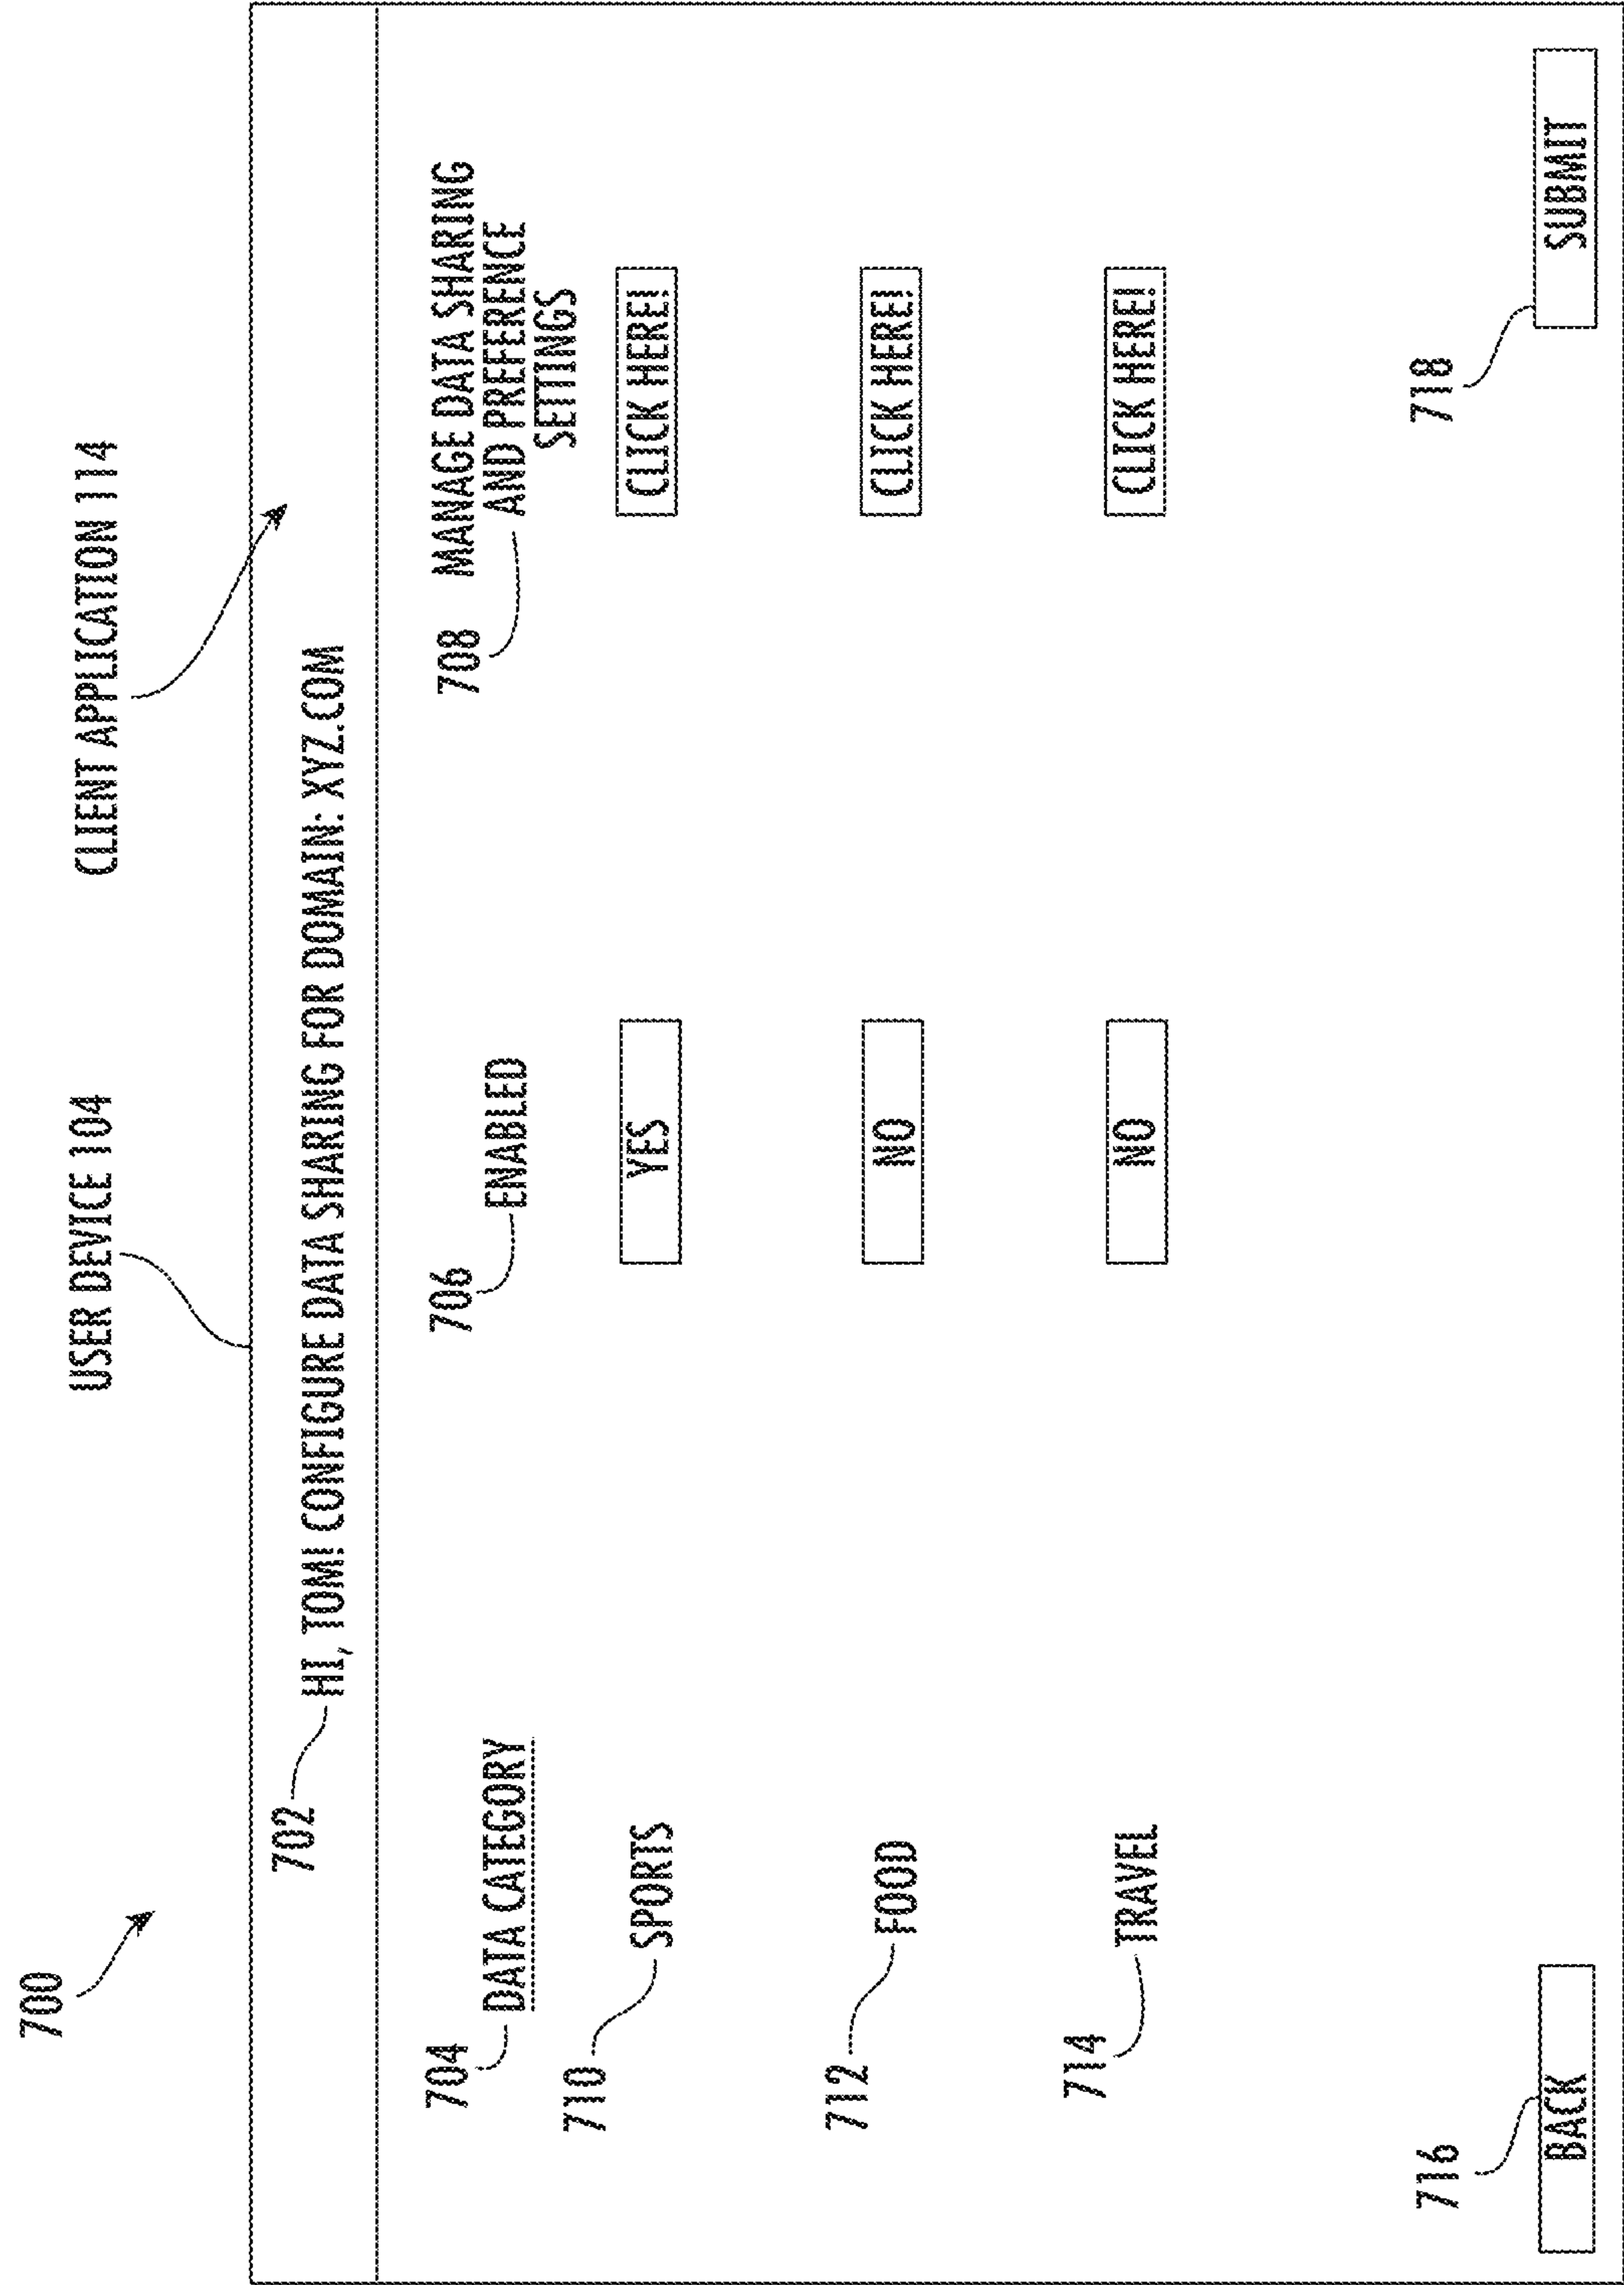 700
USER DEVICE 104
CLIENT APPLICATION 114
702
HI, TOM! CONFIGURE DATA SHARING FOR DOMAIN: XYZ.COM
704
DATA CATEGORY
706
ENABLED
708
MANAGE DATA SHARING
AND PREFERENCE
SETTINGS
710
SPORTS
YES
CLICK HERE!
712
FOOD
NO
CLICK HERE!
714
TRAVEL
NO
CLICK HERE!
716
BACK
718
SUBMIT